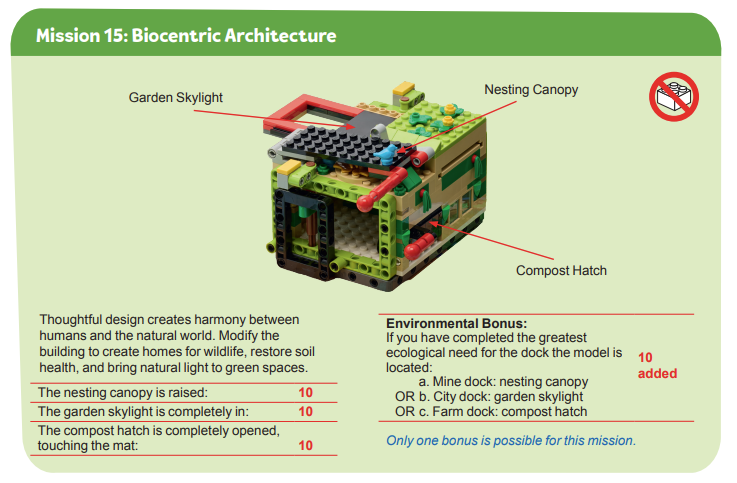 Mission 15: Biocentric Architecture
Garden Skylight
Nesting Canopy
Compost Hatch
Thoughtful design creates harmony between
humans and the natural world. Modify the
building to create homes for wildlife, restore soil
health, and bring natural light to green spaces.
The nesting canopy is raised: 10
The garden skylight is completely in: 10
The compost hatch is completely opened,
touching the mat: 10
Environmental Bonus:
If you have completed the greatest
ecological need for the dock the model is
located:
10
added
a. Mine dock: nesting canopy
OR b. City dock: garden skylight
OR c. Farm dock: compost hatch
Only one bonus is possible for this mission.